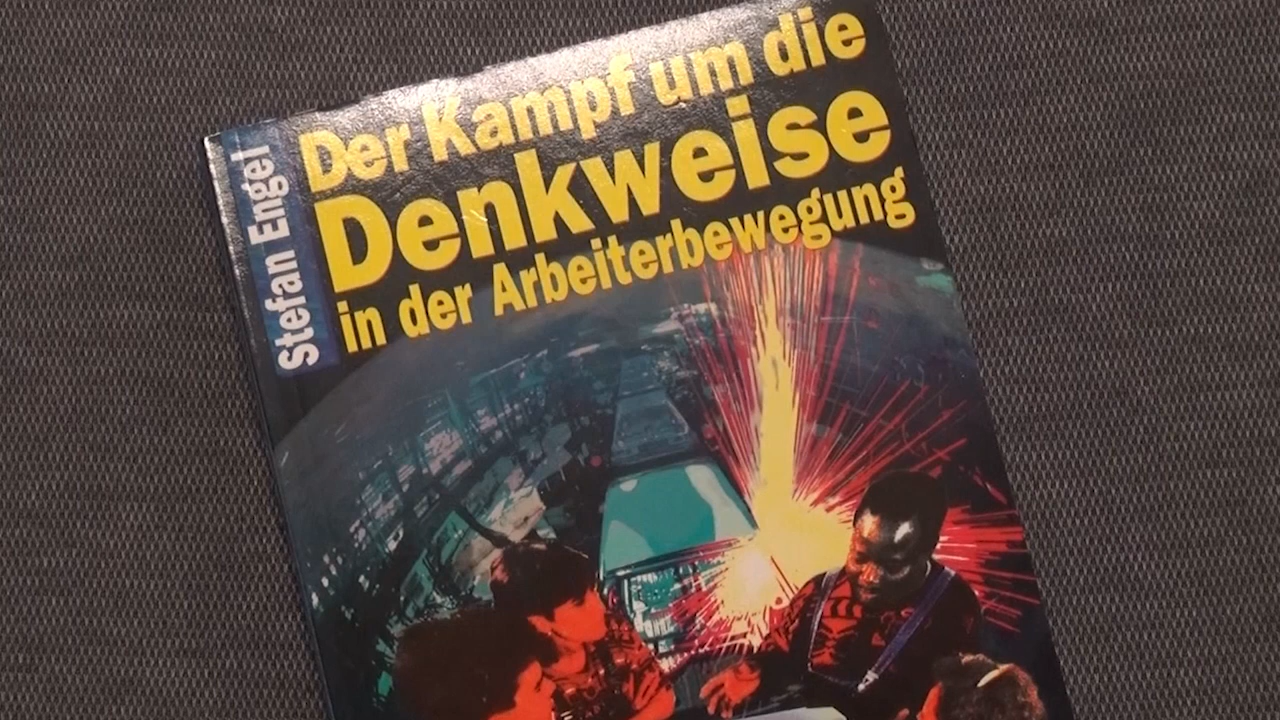 Stefan Engel
Der Kampf um die
Denkweise
in der Arbeiterbewegung